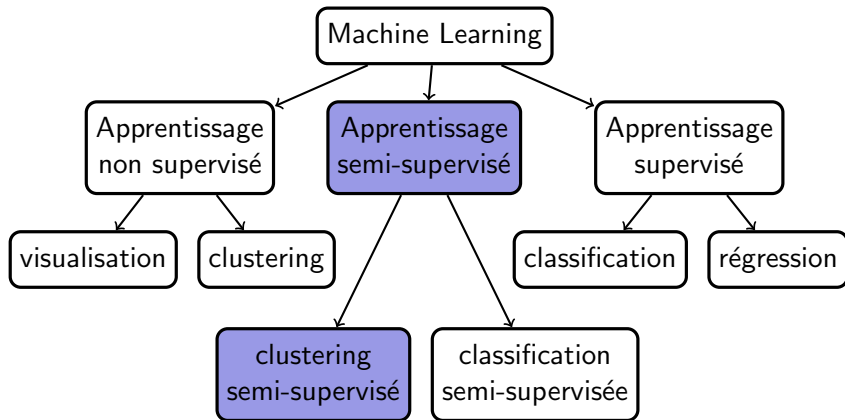 Machine Learning
Apprentissage
non supervisé
Apprentissage
semi-supervisé
Apprentissage
supervisé
visualisation
clustering
classification
régression
clustering
semi-supervisé
classification
semi-supervisée